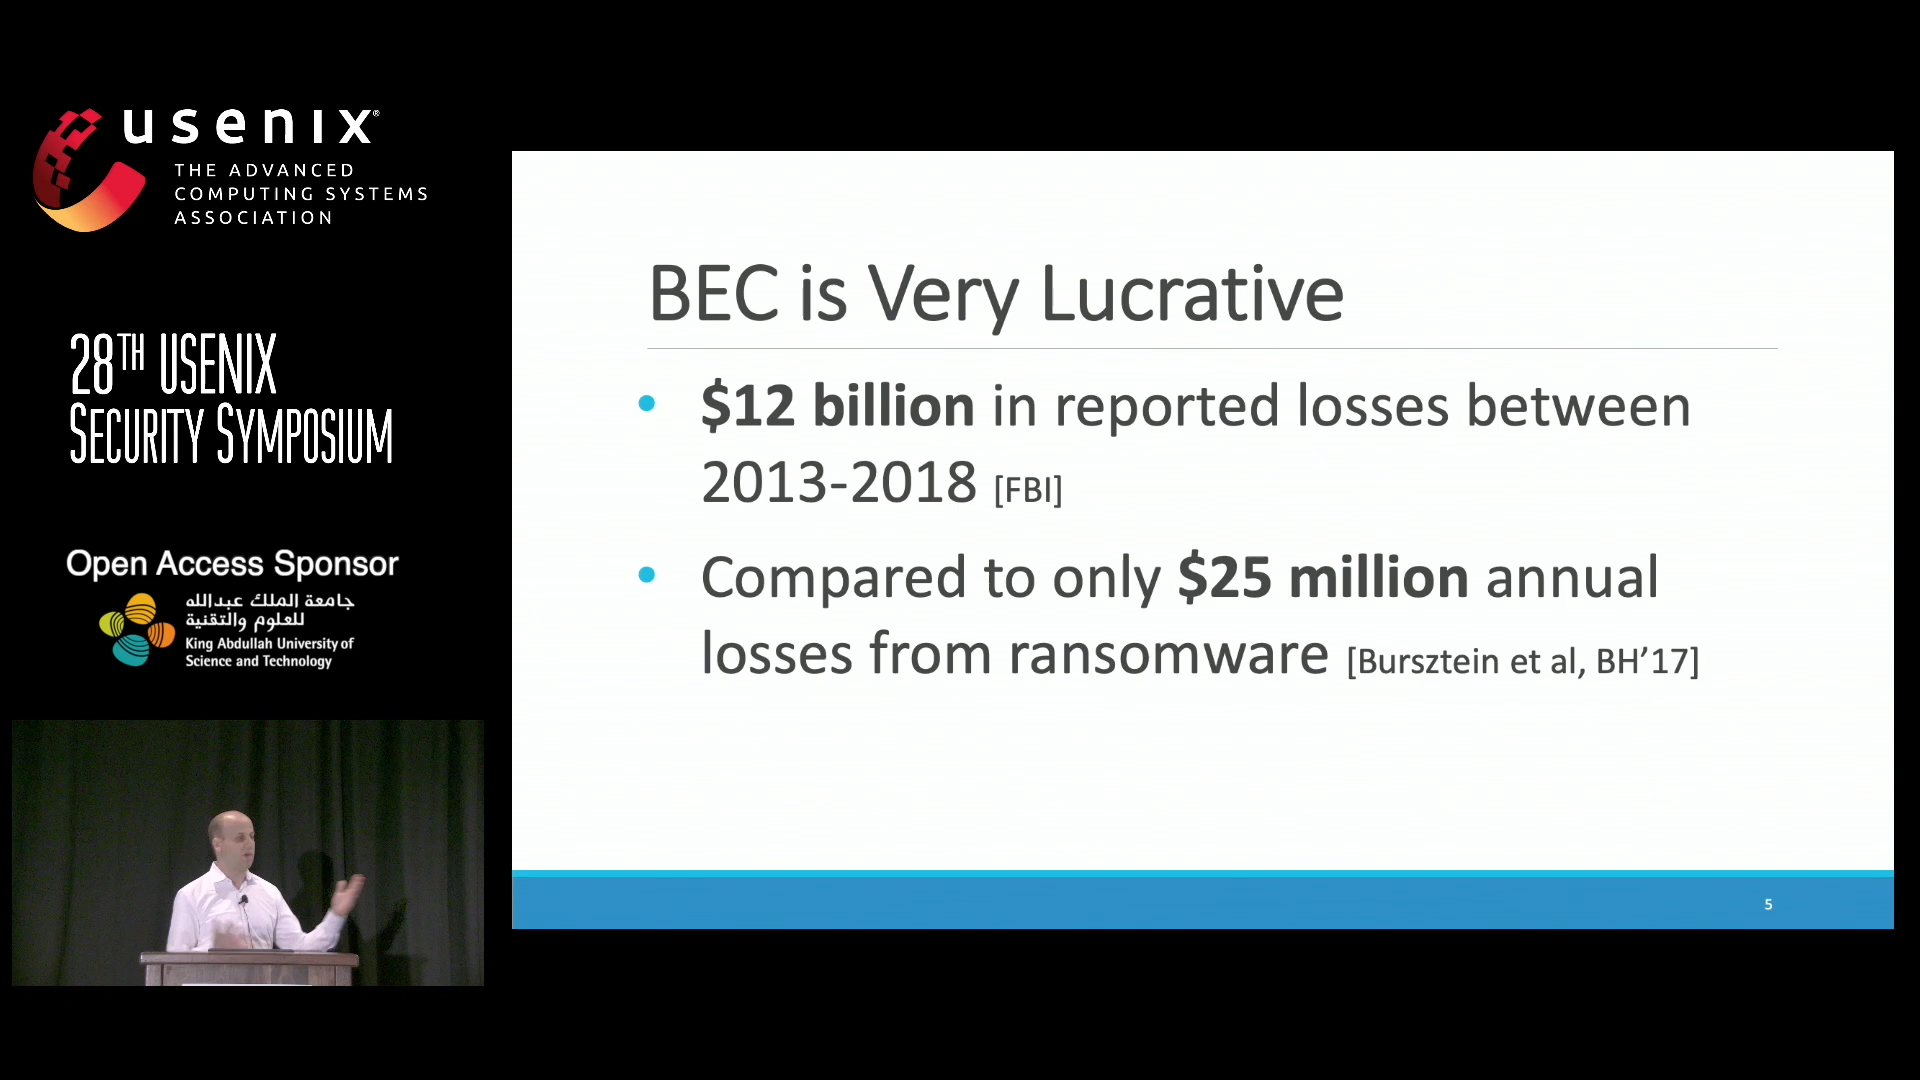 usenix®
THE ADVANCED
COMPUTING SYSTEMS
ASSOCIATION
28TH USENIX
SECURITY SYMPOSIUM
Open Access Sponsor
جامعة الملك عبدالله
للعلوم والتقنية
King Abdullah University of
Science and Technology
BEC is Very Lucrative
• $12 billion in reported losses between
2013-2018 [FBI]
• Compared to only $25 million annual
losses from ransomware [Bursztein et al, BH’17]
5